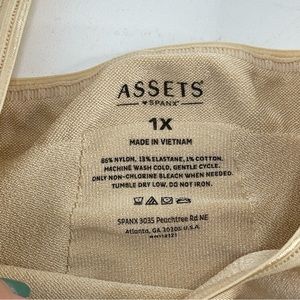 ASSETS®
♥SPANX®
1X
MADE IN VIETNAM
86% NYLON, 13% ELASTANE, 1% COTTON.
MACHINE WASH COLD, GENTLE CYCLE.
ONLY NON-CHLORINE BLEACH WHEN NEEDED.
TUMBLE DRY LOW, DO NOT IRON.
SPANX 3035 Peachtree Rd NE
Atlanta, GA 30305 U.S.A.